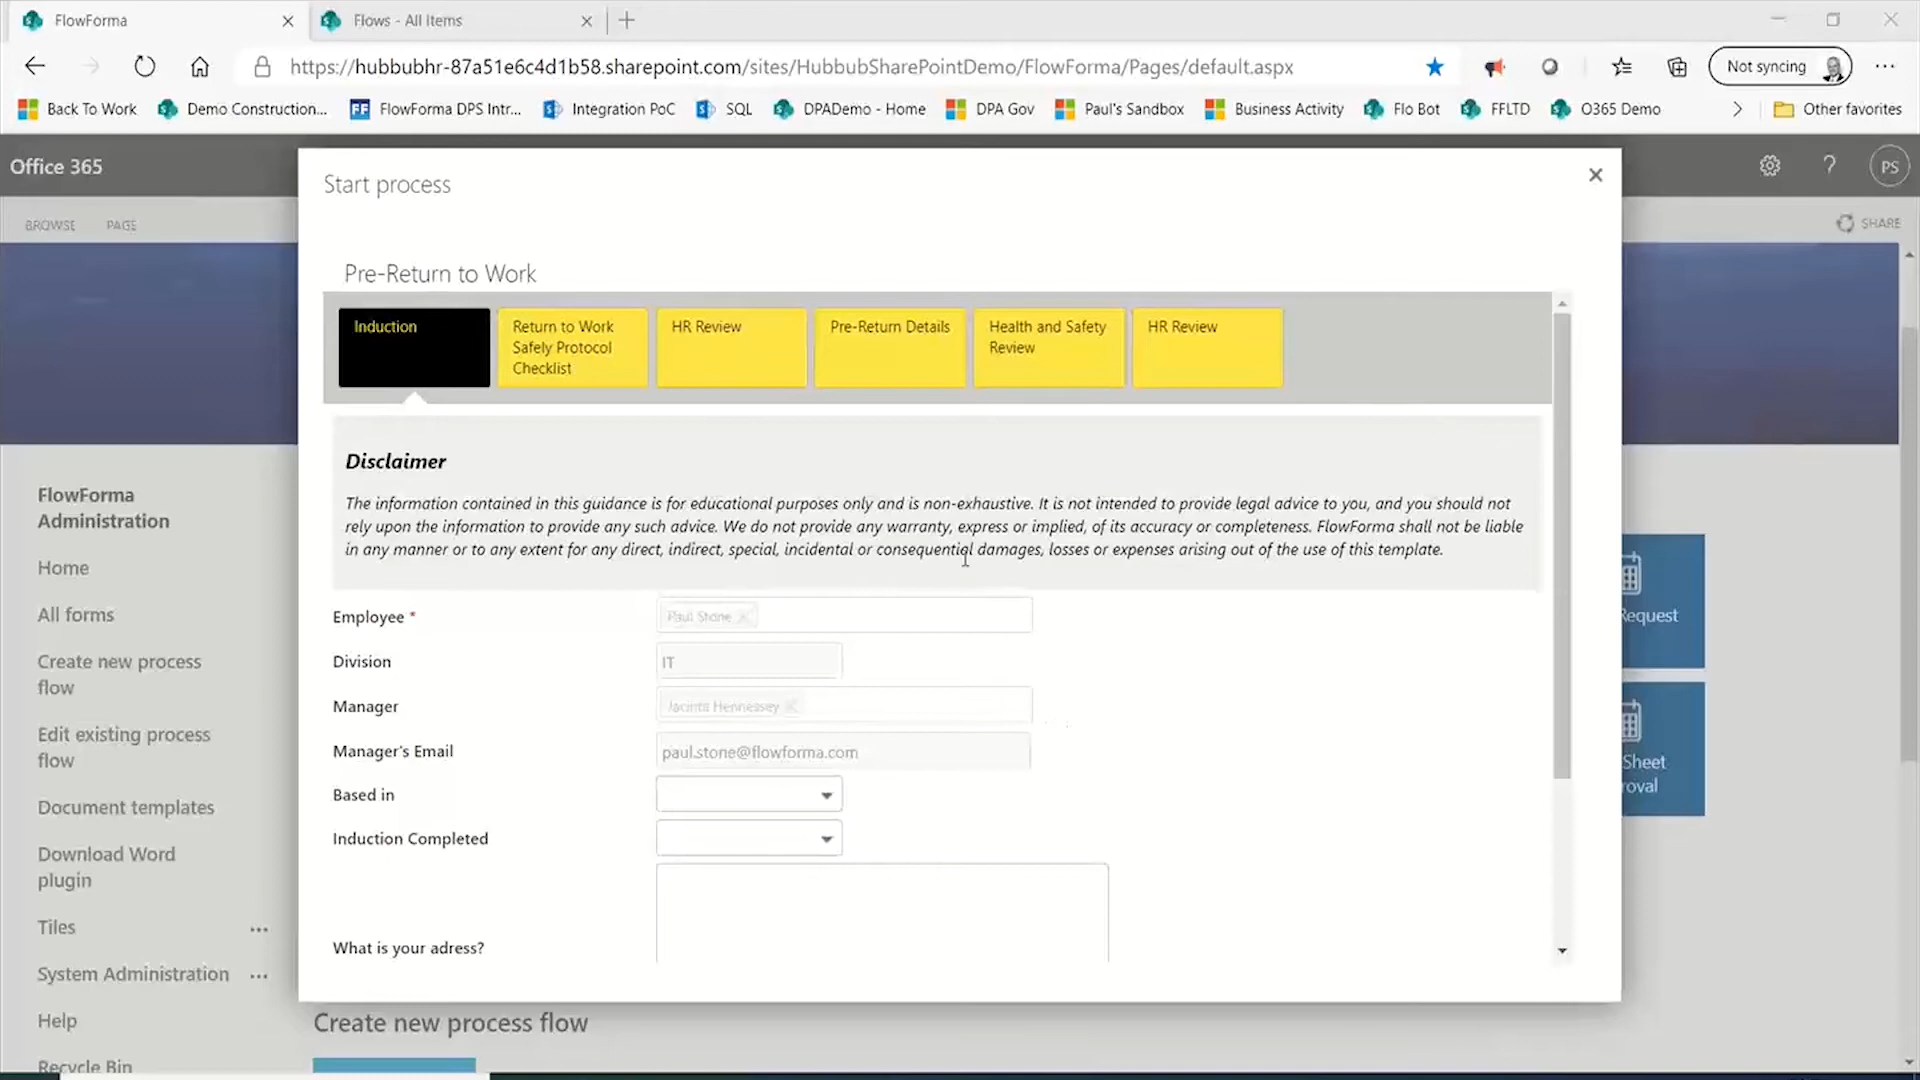 FlowForma
Flows - All Items
https://hubbubhr-87a51e6c4d1b58.sharepoint.com/sites/HubbubSharePointDemo/FlowForma/Pages/default.aspx
Not syncing
Back To Work
Demo Construction...
FF
FlowForma DPS Intr...
Integration PoC
SQL
DPADemo - Home
DPA Gov
Paul's Sandbox
Business Activity
Flo Bot
FFLTD
O365 Demo
Other favorites
Office 365
?
PS
BROWSE
PAGE
SHARE
Start process
Pre-Return to Work
Induction
Return to Work
Safely Protocol
Checklist
HR Review
Pre-Return Details
Health and Safety
Review
HR Review
Disclaimer
The information contained in this guidance is for educational purposes only and is non-exhaustive. It is not intended to provide legal advice to you, and you should not
rely upon the information to provide any such advice. We do not provide any warranty, express or implied, of its accuracy or completeness. FlowForma shall not be liable
in any manner or to any extent for any direct, indirect, special, incidental or consequential damages, losses or expenses arising out of the use of this template.
Employee *
Paul Stone
Division
IT
Manager
Jacinta Hennessey
Manager's Email
paul.stone@flowforma.com
Based in
Induction Completed
What is your adress?
FlowForma
Administration
Home
All forms
Create new process
flow
Edit existing process
flow
Document templates
Download Word
plugin
Tiles
System Administration
Help
Recycle Bin
Request
Sheet
roval
Create new process flow